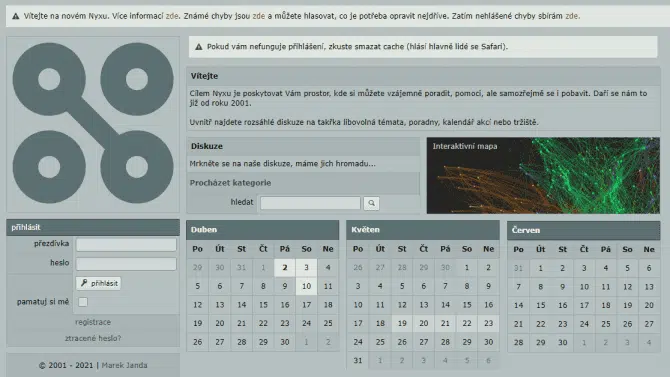 Vítejte na novém Nyxu. Více informací zde. Známé chyby jsou zde a můžete hlasovat, co je potřeba opravit nejdříve. Zatím nehlášené chyby sbírám zde.
Pokud vám nefunguje přihlášení, zkuste smazat cache (hlásí hlavně lidé se Safari).
Vítejte
Cílem Nyxu je poskytovat Vám prostor, kde si můžete vzájemně poradit, pomoci, ale samozřejmě se i pobavit. Daří se nám to
již od roku 2001.
Uvnitř najdete rozsáhlé diskuze na takřka libovolná témata, poradny, kalendář akcí nebo tržiště.
Diskuze
Mrkněte se na naše diskuze, máme jich hromadu...
Procházet kategorie
hledat
Interaktivní mapa
přihlásit
přezdívka
heslo
přihlásit
pamatuj si mě
registrace
ztracené heslo?
© 2001 - 2021 | Marek Janda
Duben
Po Út St Čt Pá So Ne
29 30 31 1 2 3 4
5 6 7 8 9 10 11
12 13 14 15 16 17 18
19 20 21 22 23 24 25
26 27 28 29 30 1 2
Květen
Po Út St Čt Pá So Ne
26 27 28 29 30 1 2
3 4 5 6 7 8 9
10 11 12 13 14 15 16
17 18 19 20 21 22 23
24 25 26 27 28 29 30
31 1 2 3 4 5 6
Červen
Po Út St Čt Pá So Ne
31 1 2 3 4 5 6
7 8 9 10 11 12 13
14 15 16 17 18 19 20
21 22 23 24 25 26 27
28 29 30 1 2 3 4